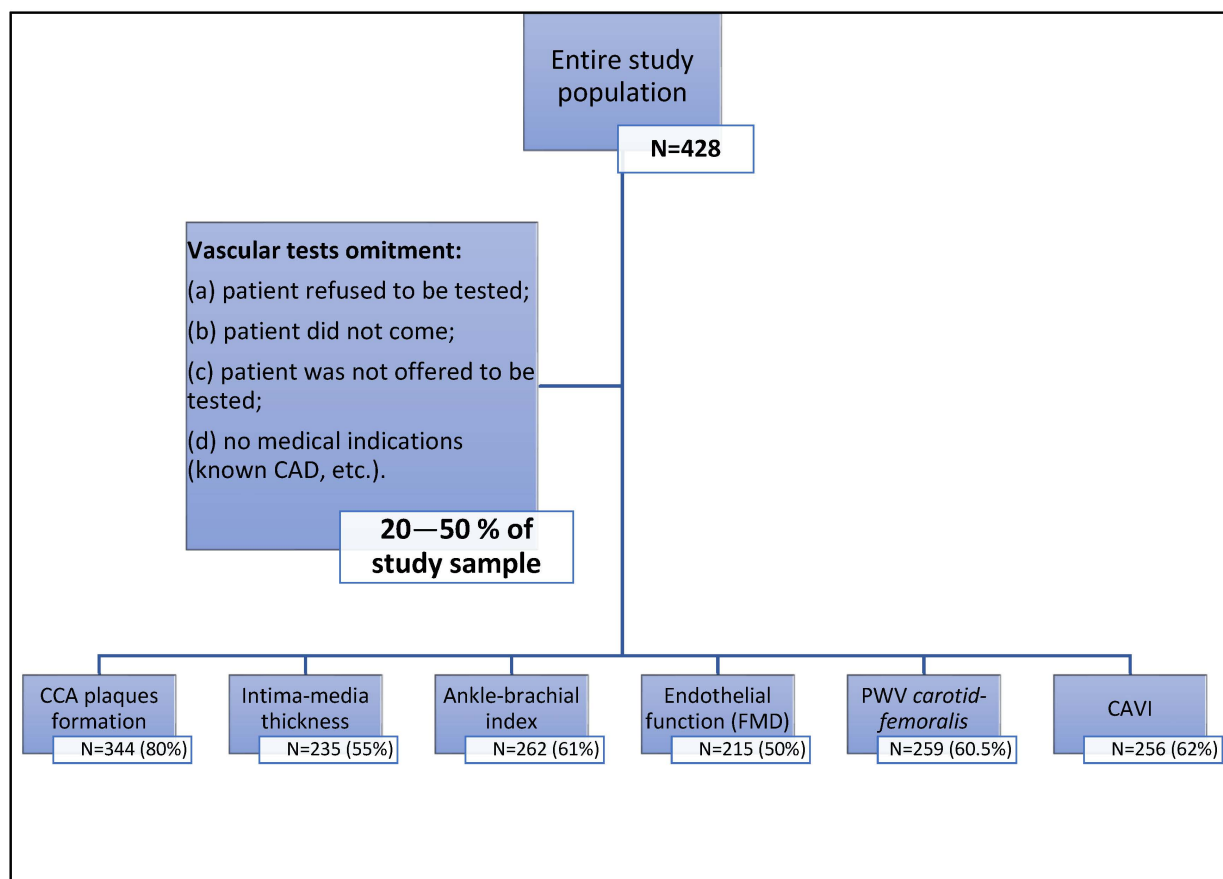 Entire study
population
N=428
Vascular tests omitment:
(a) patient refused to be tested;
(b) patient did not come;
(c) patient was not offered to be
tested;
(d) no medical indications
(known CAD, etc.).
20—50 % of
study sample
CCA plaques
formation
N=344 (80%)
Intima-media
thickness
N=235 (55%)
Ankle-brachial
index
N=262 (61%)
Endothelial
function (FMD)
N=215 (50%)
PWV carotid-
femoralis
N=259 (60.5%)
CAVI
N=256 (62%)